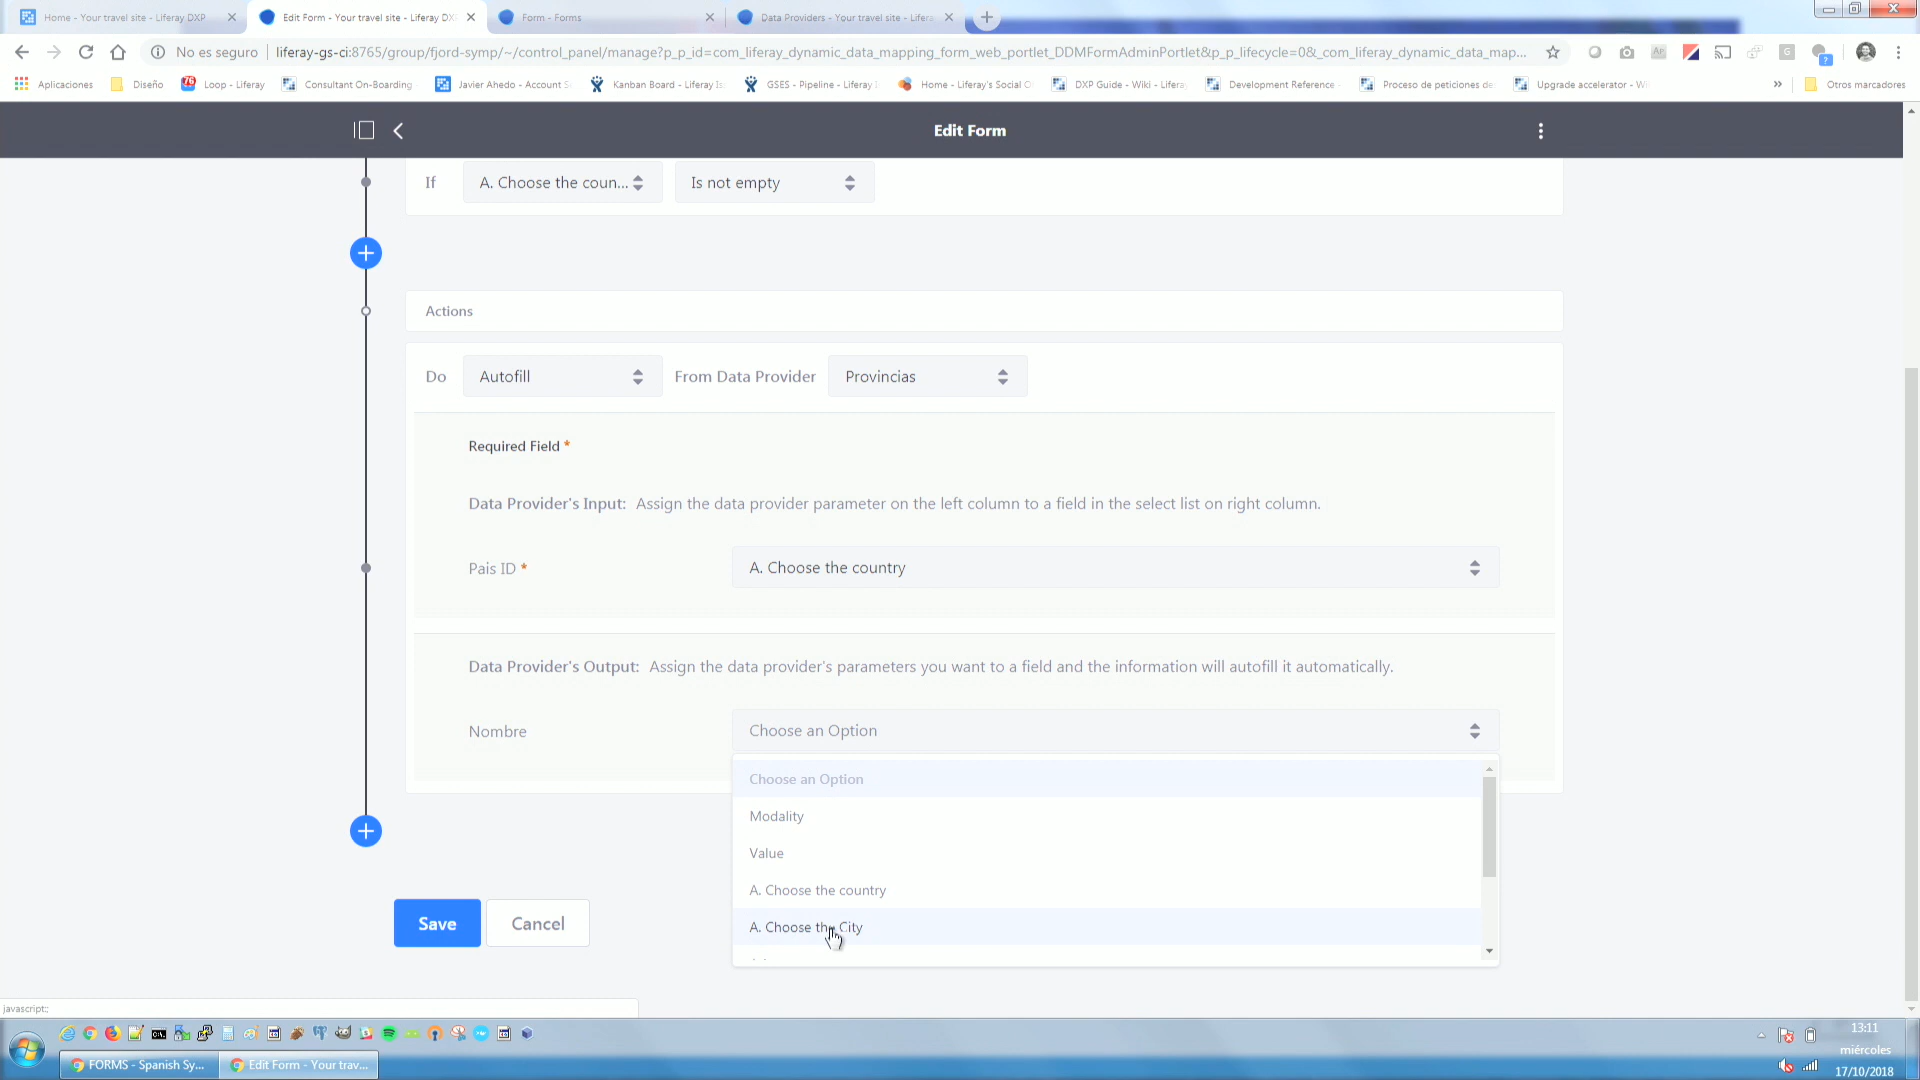 Home - Your travel site - Liferay DXP
Edit Form - Your travel site - Liferay DX
Form - Forms
Data Providers - Your travel site - Lifera
No es seguro
liferay-gs-ci:8765/group/fjord-symp/~/control_panel/manage?p_p_id=com_liferay_dynamic_data_mapping_form_web_portlet_DDMFormAdminPortlet&p_p_lifecycle=0&_com_liferay_dynamic_data_map...
Aplicaciones
Diseño
76
Loop - Liferay
Consultant On-Boarding
Javier Ahedo - Account S
Kanban Board - Liferay Is
GSES - Pipeline - Liferay I
Home - Liferay's Social O
DXP Guide - Wiki - Lifera
Development Reference
Proceso de peticiones de
Upgrade accelerator - Wi
»
Otros marcadores
Edit Form
If
A. Choose the coun...
Is not empty
Actions
Do
Autofill
From Data Provider
Provincias
Required Field *
Data Provider's Input: Assign the data provider parameter on the left column to a field in the select list on right column.
Pais ID *
A. Choose the country
Data Provider's Output: Assign the data provider's parameters you want to a field and the information will autofill it automatically.
Nombre
Choose an Option
Choose an Option
Modality
Value
A. Choose the country
A. Choose the City
Save
Cancel
javascript:;
FORMS - Spanish Sy...
Edit Form - Your trav...
13:11
miércoles
17/10/2018